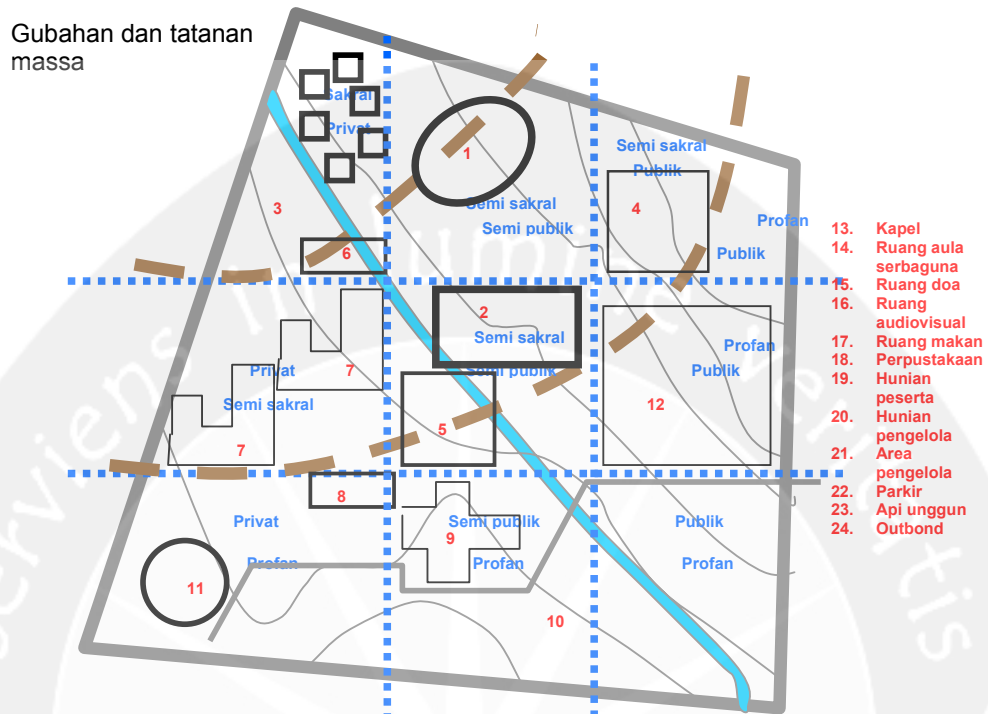 Gubahan dan tatanan
massa
Sakral
Privat
1
Semi sakral
Semi publik
Semi sakral
Publik
4
Profan
Publik
3
6
2
Semi sakral
Semi publik
Profan
Publik
12
Privat
7
Semi sakral
7
5
8
Privat
Profan
11
Semi publik
9
Profan
10
Publik
Profan
13. Kapel
14. Ruang aula
serbaguna
15. Ruang doa
16. Ruang
audiovisual
17. Ruang makan
18. Perpustakaan
19. Hunian
peserta
20. Hunian
pengelola
21. Area
pengelola
22. Parkir
23. Api unggun
24. Outbond
serviens in lumine veritatis